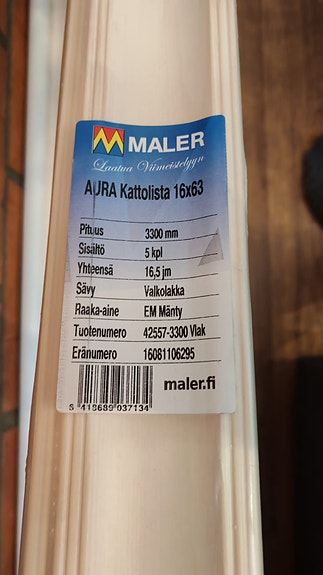 MALER
Laatua Viimeistelyyn
AURA Kattolista 16x63
Pituus 3300 mm
Sisältö 5 kpl
Yhteensä 16,5 jm
Sävy Valkolakka
Raaka-aine EM Mänty
Tuotenumero 42557-3300 Vlak
Eränumero 16081106295
maler.fi
5 418689 037134